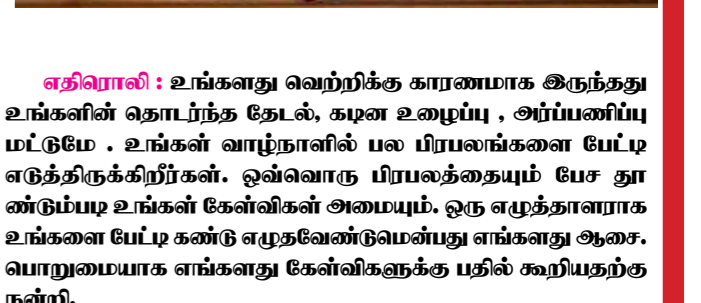 எதிரொலி : உங்களது வெற்றிக்கு காரணமாக இருந்தது
உங்களின் தொடர்ந்த தேடல், கடின உழைப்பு , அர்ப்பணிப்பு
மட்டுமே . உங்கள் வாழ்நாளில் பல பிரபலங்களை பேட்டி
எடுத்திருக்கிறீர்கள். ஒவ்வொரு பிரபலத்தையும் பேச தூ
ண்டும்படி உங்கள் கேள்விகள் அமையும். ஒரு எழுத்தாளராக
உங்களை பேட்டி கண்டு எழுதவேண்டுமென்பது எங்களது ஆசை.
பொறுமையாக எங்களது கேள்விகளுக்கு பதில் கூறியதற்கு
நன்றி.